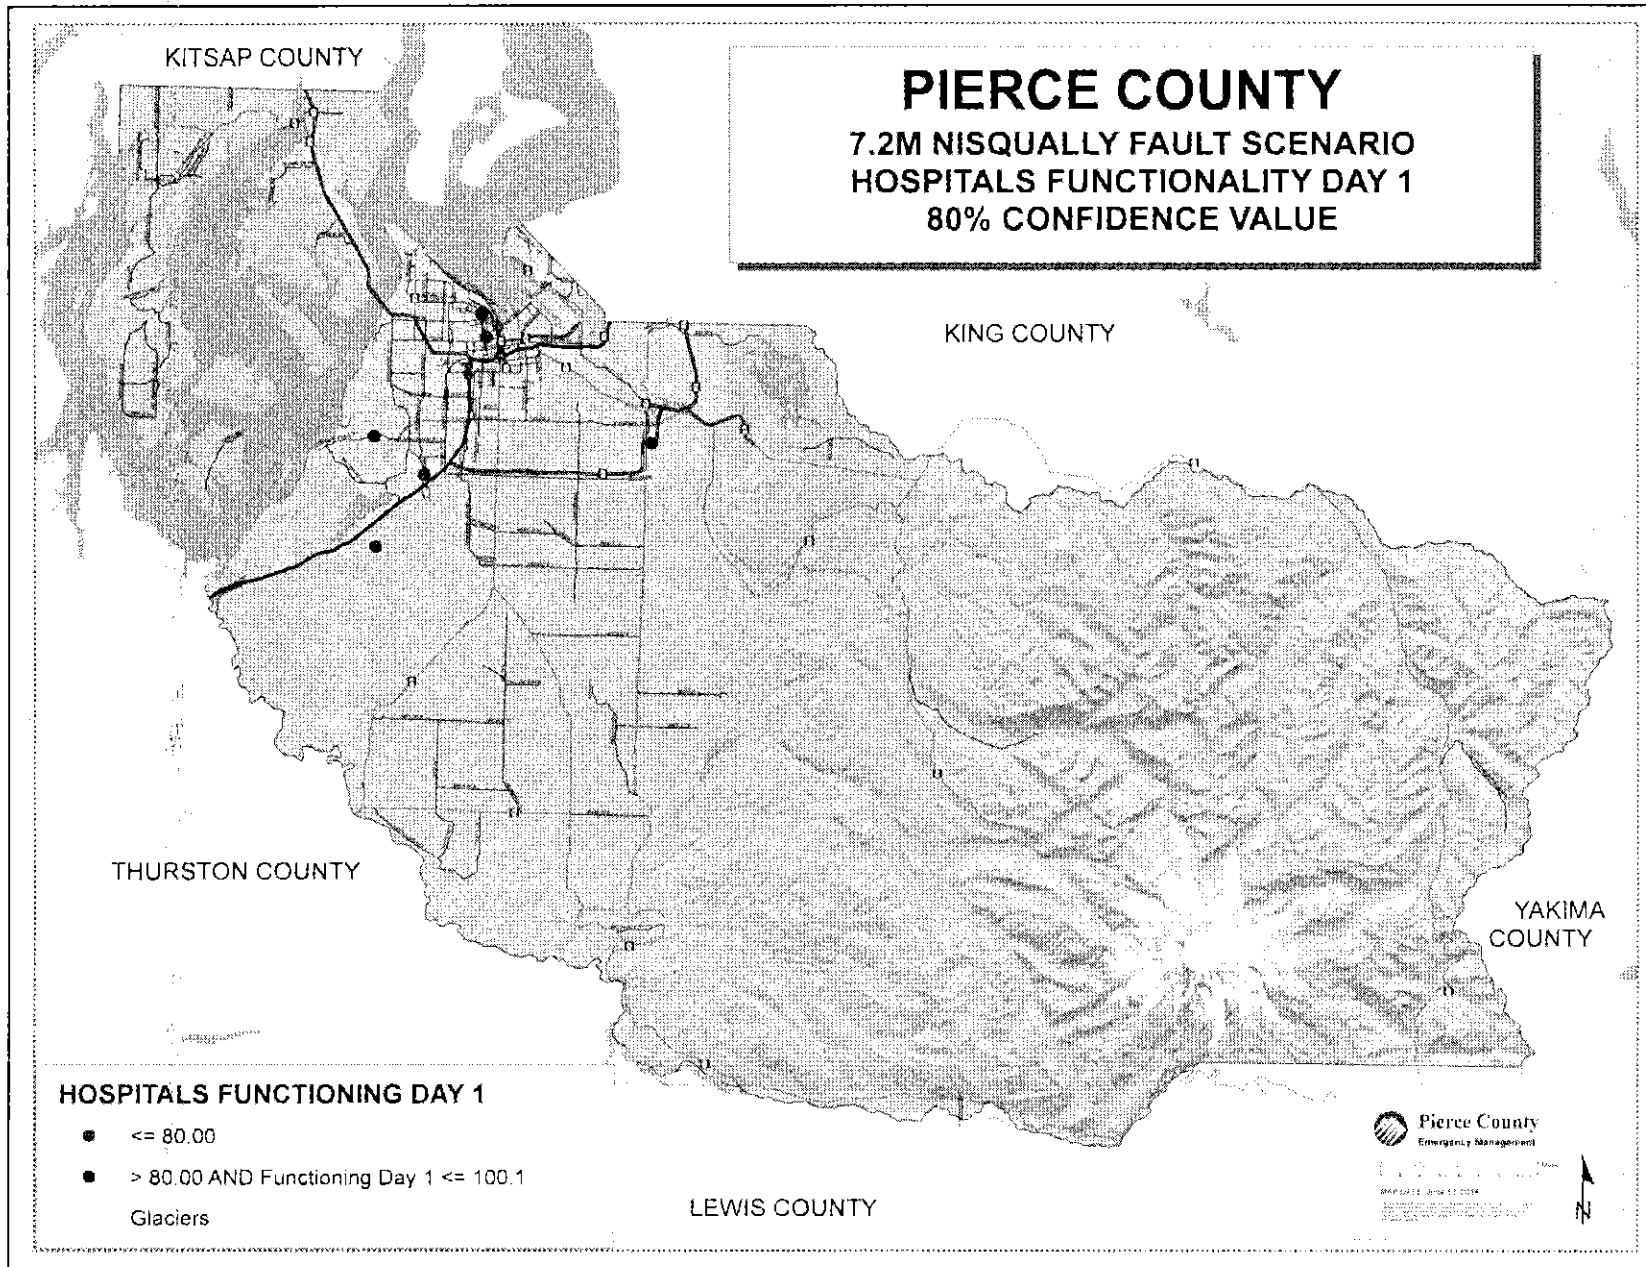 KITSAP COUNTY
PIERCE COUNTY
7.2M NISQUALLY FAULT SCENARIO
HOSPITALS FUNCTIONALITY DAY 1
80% CONFIDENCE VALUE
KING COUNTY
THURSTON COUNTY
YAKIMA
COUNTY
HOSPITALS FUNCTIONING DAY 1
<= 80.00
> 80.00 AND Functioning Day 1 <= 100.1
Glaciers
LEWIS COUNTY
Pierce County
Emergency Management
N